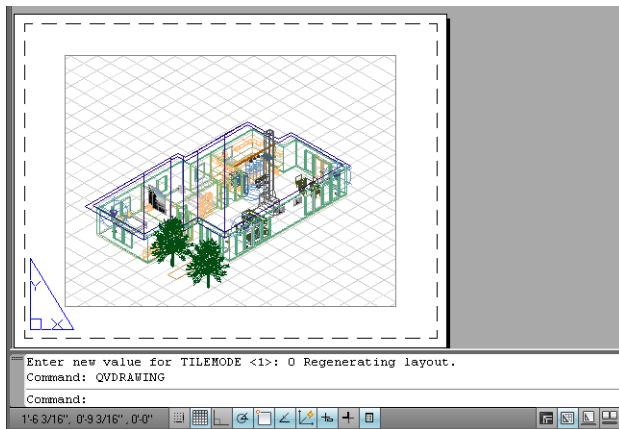 Y
X
Enter new value for TILEMODE <1>: 0 Regenerating layout.
Command: QVDRAWING
Command:
1'-6 3/16", 0'-9 3/16" , 0'-0"